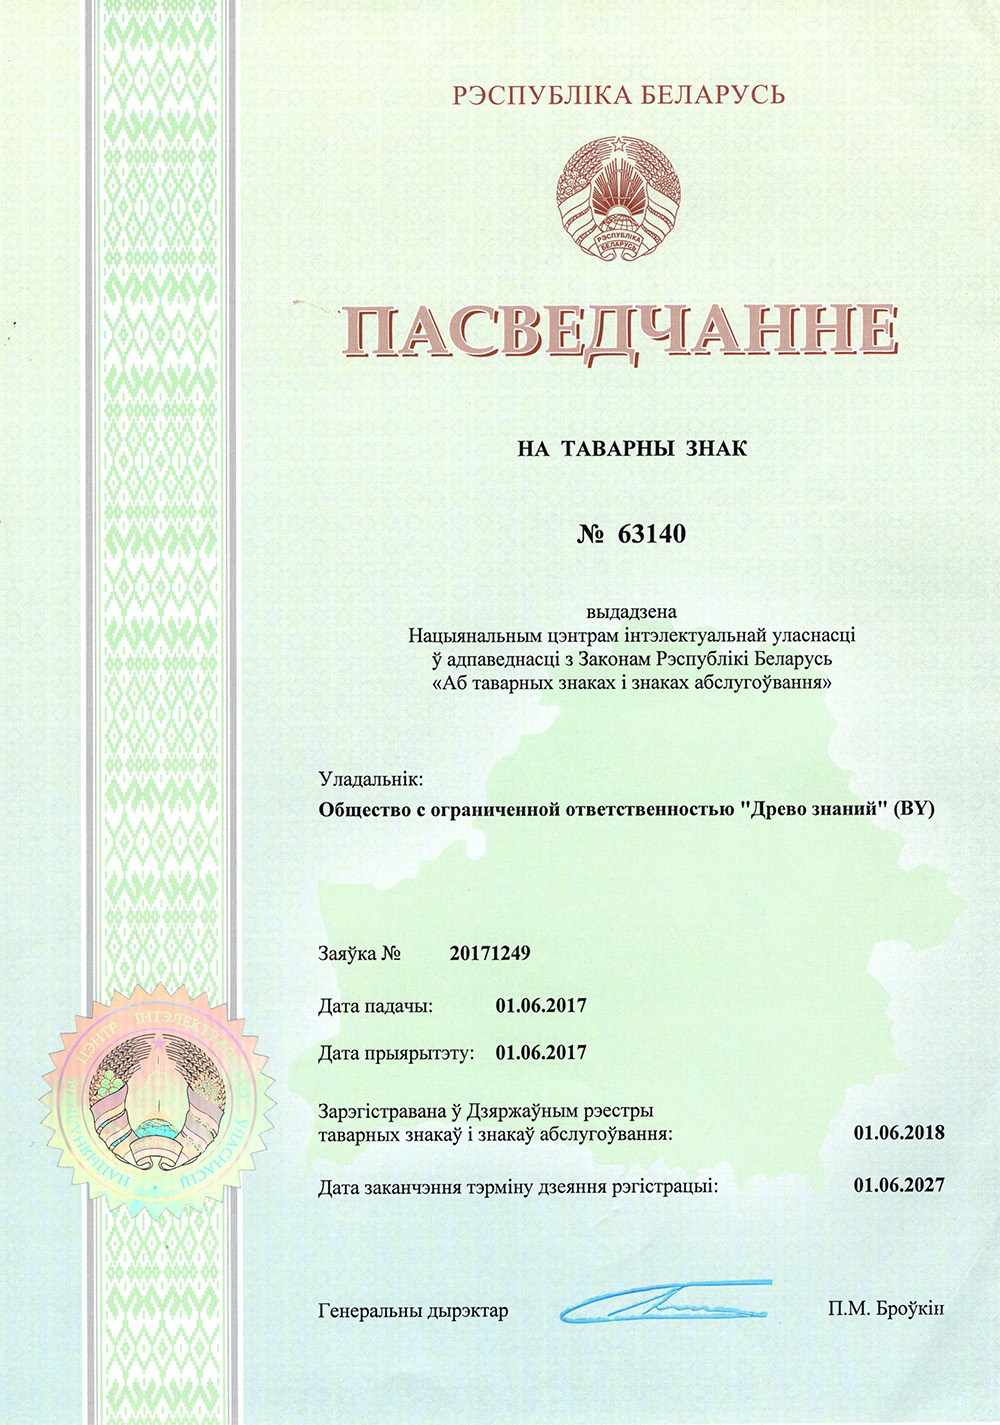 РЭСПУБЛІКА БЕЛАРУСЬ
РЭСПУБЛІКА
БЕЛАРУСЬ
ПАСВЕДЧАННЕ
НА ТАВАРНЫ ЗНАК
№ 63140
выдадзена
Нацыянальным цэнтрам інтэлектуальнай уласнасці
ў адпаведнасці з Законам Рэспублікі Беларусь
«Аб таварных знаках і знаках абслугоўвання»
Уладальнік:
Общество с ограниченной ответственностью "Древо знаний" (BY)
Заяўка № 20171249
Дата падачы: 01.06.2017
Дата прыярытэту: 01.06.2017
НАЦЫЯНАЛЬНЫ ЦЭНТР ІНТЭЛЕКТУАЛЬНАЙ УЛАСНАСЦІ
Зарэгістравана ў Дзяржаўным рэестры
таварных знакаў і знакаў абслугоўвання: 01.06.2018
Дата заканчэння тэрміну дзеяння рэгістрацыі: 01.06.2027
Генеральны дырэктар П.М. Броўкін